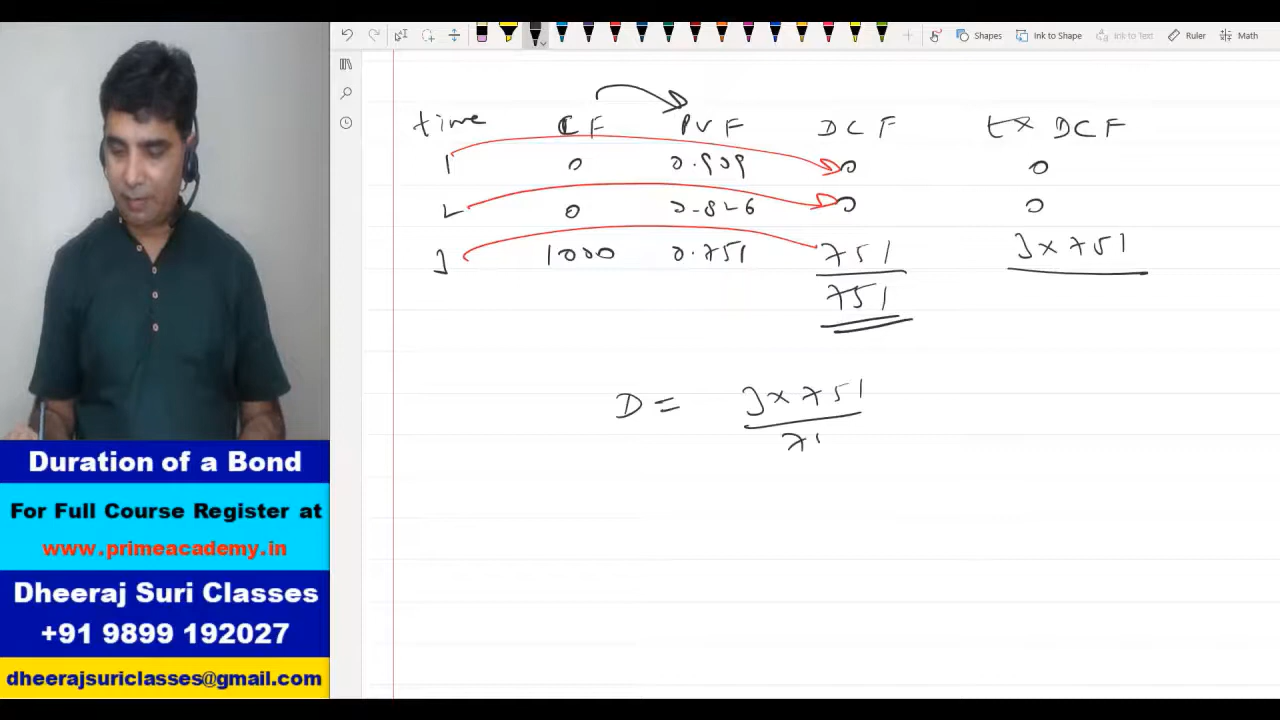 Shapes Ink to Shape Ink to Text Ruler Math
time CF PVF DCF t× DCF
1 0 0.909 0 0
2 0 0.826 0 0
3 1000 0.751 751 3×751
751
D = 3×751
Duration of a Bond
For Full Course Register at
www.primeacademy.in
Dheeraj Suri Classes
+91 9899 192027
dheerajsuriclasses@gmail.com